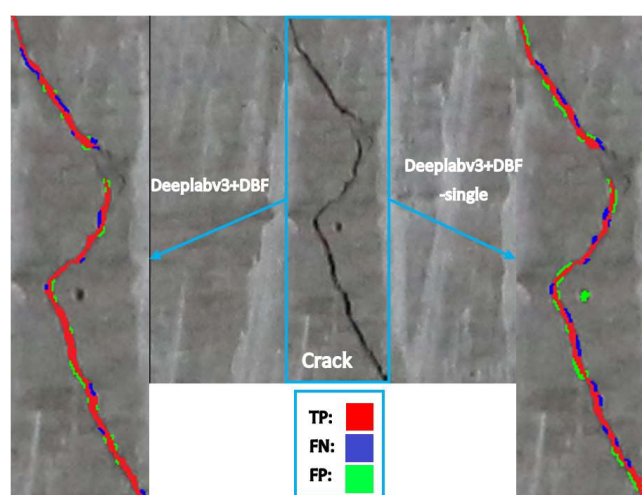 Deeplabv3+DBF
Deeplabv3+DBF
-single
Crack
TP:
FN:
FP: